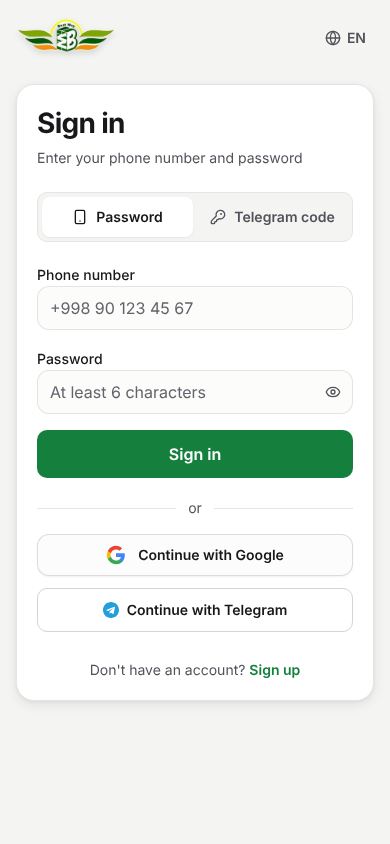 EN
Sign in
Enter your phone number and password
Password
Telegram code
Phone number
+998 90 123 45 67
Password
At least 6 characters
Sign in
or
Continue with Google
Continue with Telegram
Don't have an account? Sign up